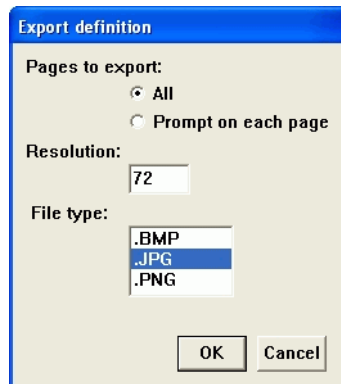 Export definition
Pages to export:
All
Prompt on each page
Resolution:
72
File type:
.BMP
.JPG
.PNG
OK Cancel